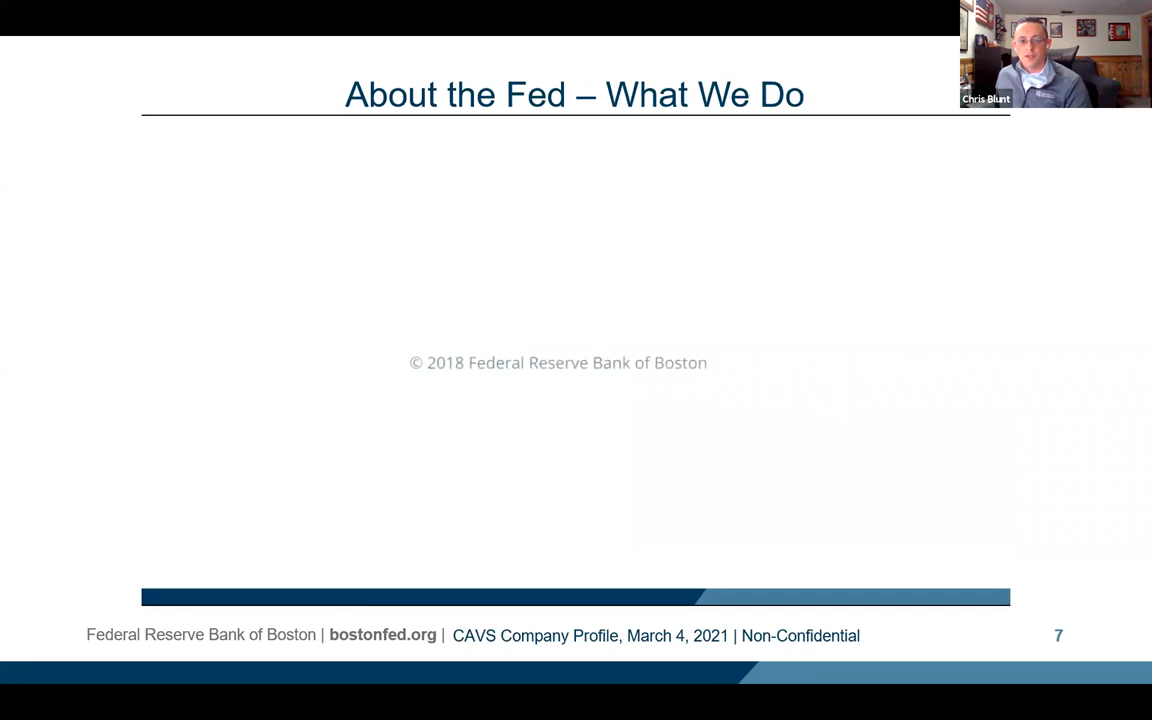 About the Fed – What We Do
Chris Blunt
© 2018 Federal Reserve Bank of Boston
Federal Reserve Bank of Boston | bostonfed.org | CAVS Company Profile, March 4, 2021 | Non-Confidential
7